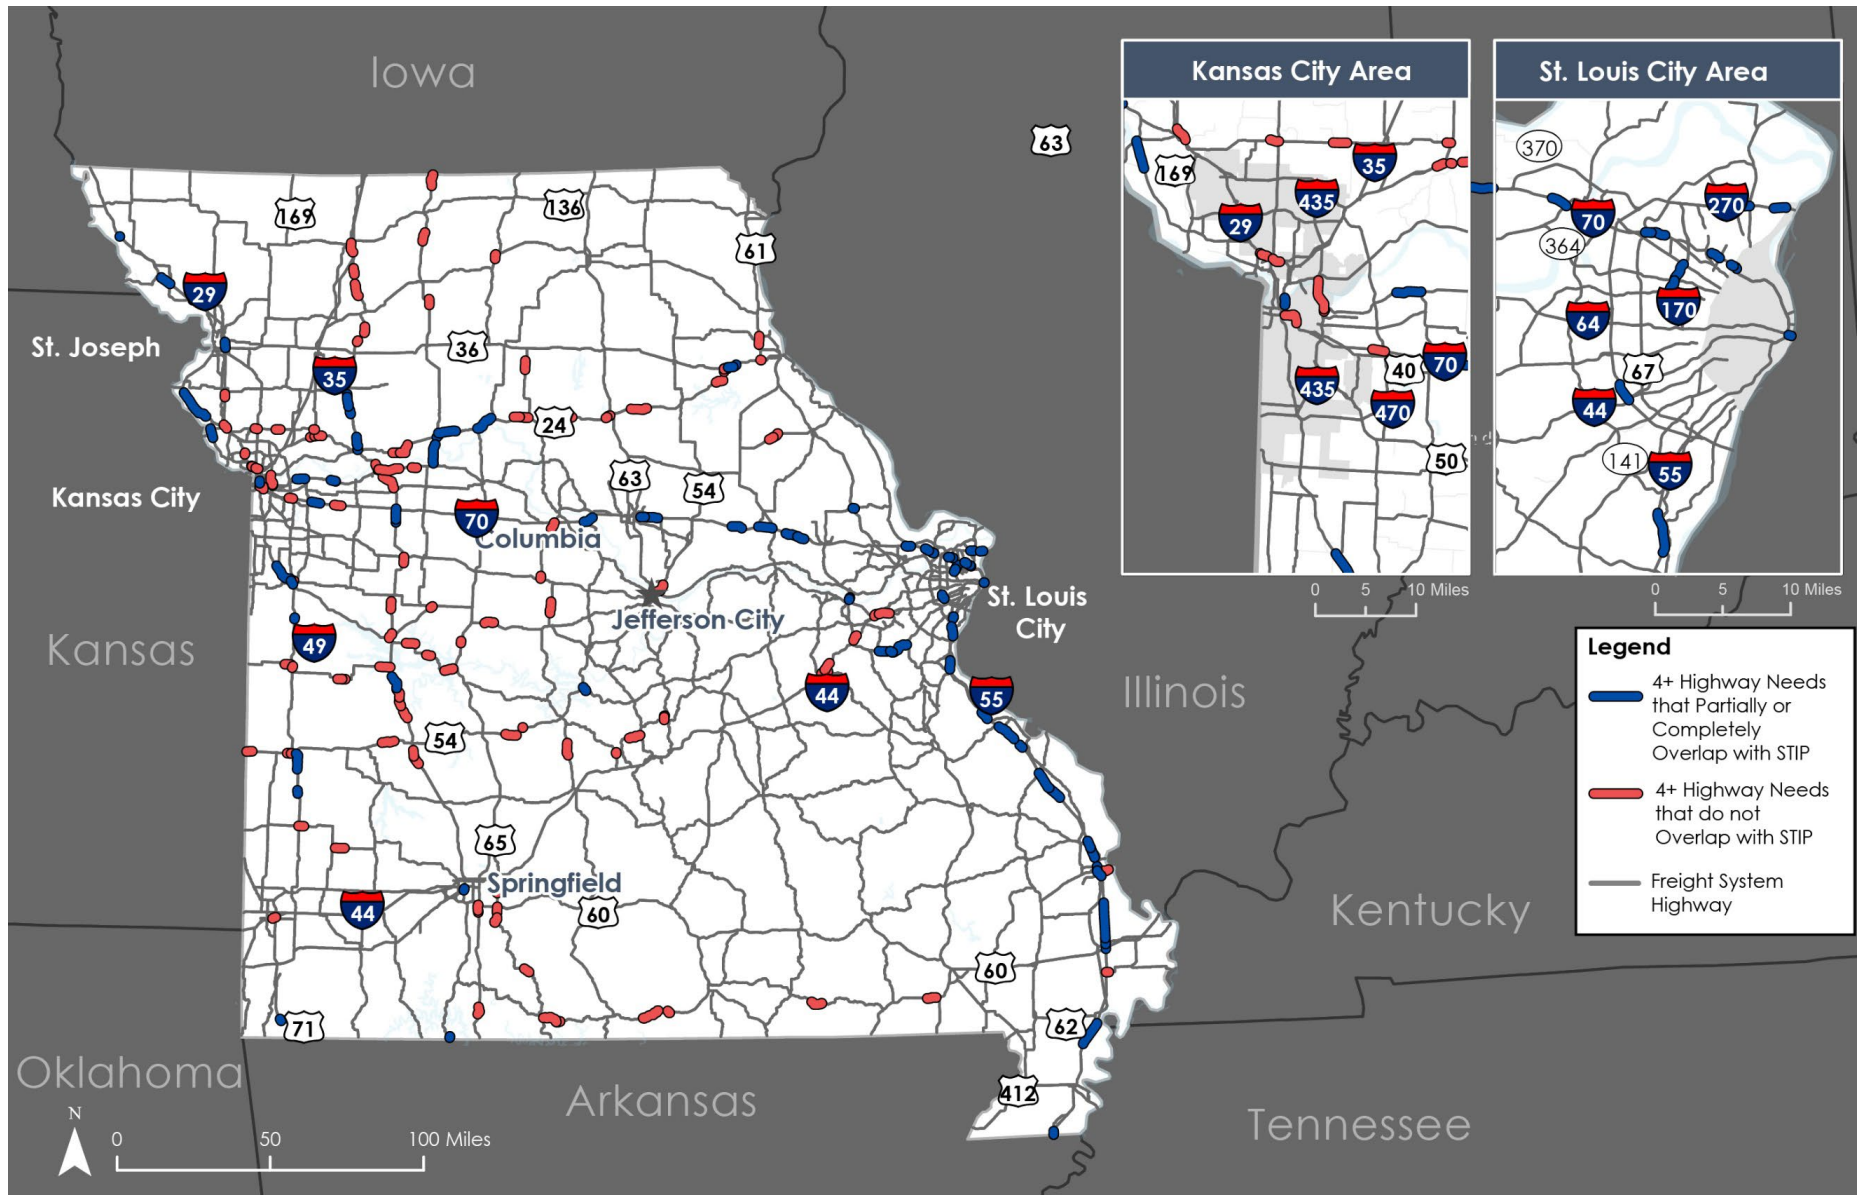 Iowa
Kansas City Area
St. Louis City Area
63
370
35
169
435
270
29
70
364
169
136
61
29
64
170
St. Joseph
36
35
40
70
67
435
470
44
24
141
50
55
63
54
Kansas City
70
Columbia
0 5 10 Miles
0 5 10 Miles
St. Louis
City
Jefferson City
Kansas
49
Illinois
44
55
54
Legend
4+ Highway Needs
that Partially or
Completely
Overlap with STIP
4+ Highway Needs
that do not
Overlap with STIP
Freight System
Highway
65
Springfield
44
60
Kentucky
60
71
62
Oklahoma
Arkansas
412
Tennessee
N
0 50 100 Miles